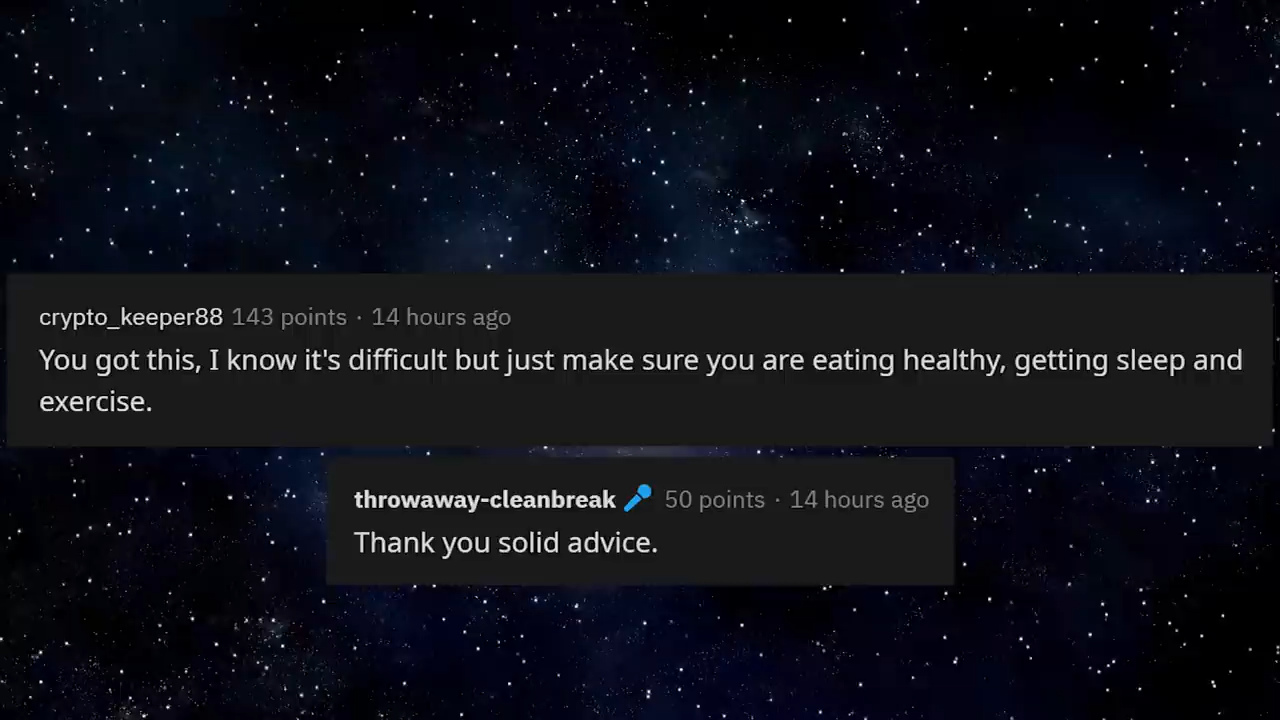 crypto_keeper88 143 points · 14 hours ago
You got this, I know it's difficult but just make sure you are eating healthy, getting sleep and
exercise.
throwaway-cleanbreak 🎤 50 points · 14 hours ago
Thank you solid advice.